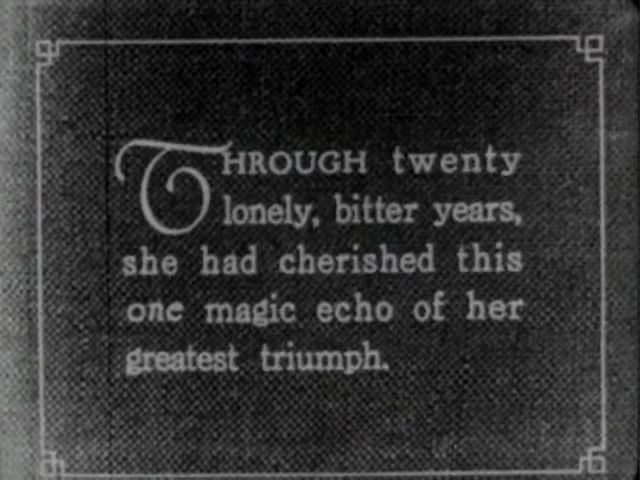 THROUGH twenty
lonely, bitter years,
she had cherished this
one magic echo of her
greatest triumph.